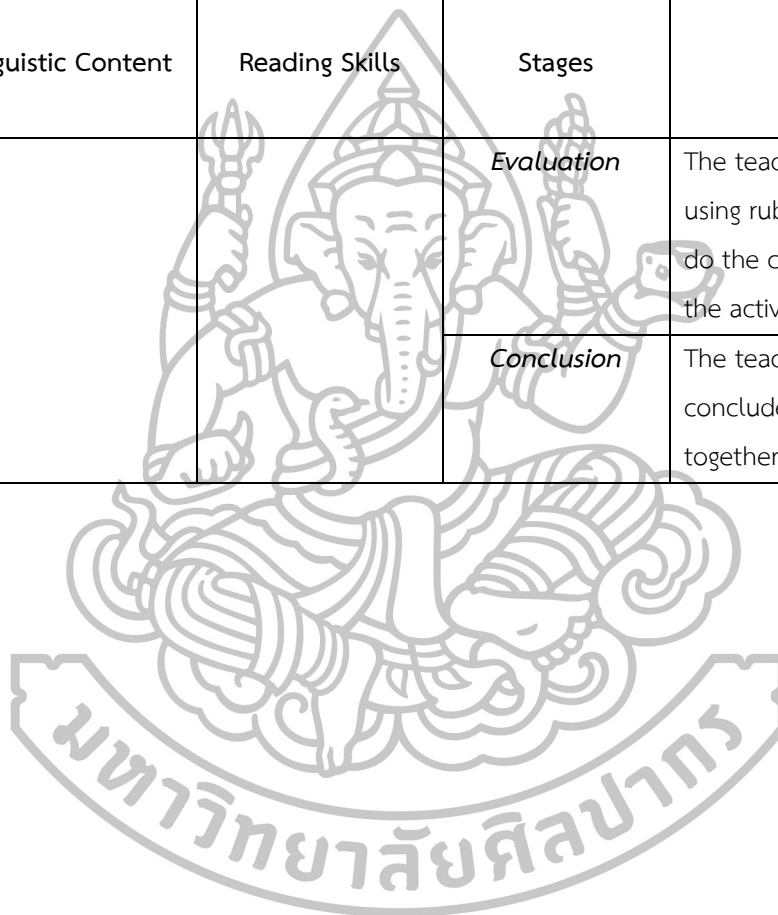 guistic Content Reading Skills Stages
Evaluation The teac
using rub
do the c
the activ
Conclusion The teac
conclude
together
มหาวิทยาลัยศิลปากร